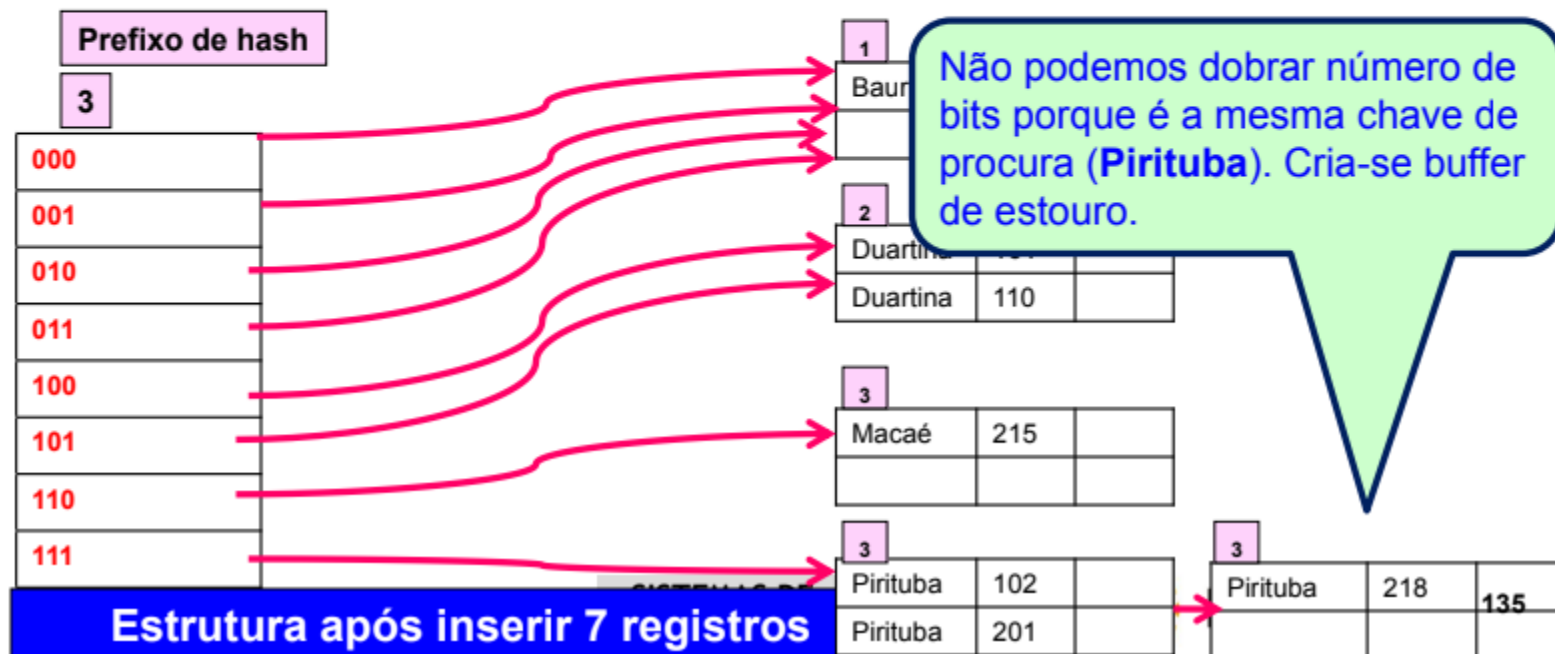 Prefixo de hash
3
000
001
010
011
100
101
110
111
1
Baur
2
Duartina
Duartina 110
3
Macaé 215
3
Pirituba 102
Pirituba 201
3
Pirituba 218
135
Não podemos dobrar número de
bits porque é a mesma chave de
procura (Pirituba). Cria-se buffer
de estouro.
Estrutura após inserir 7 registros